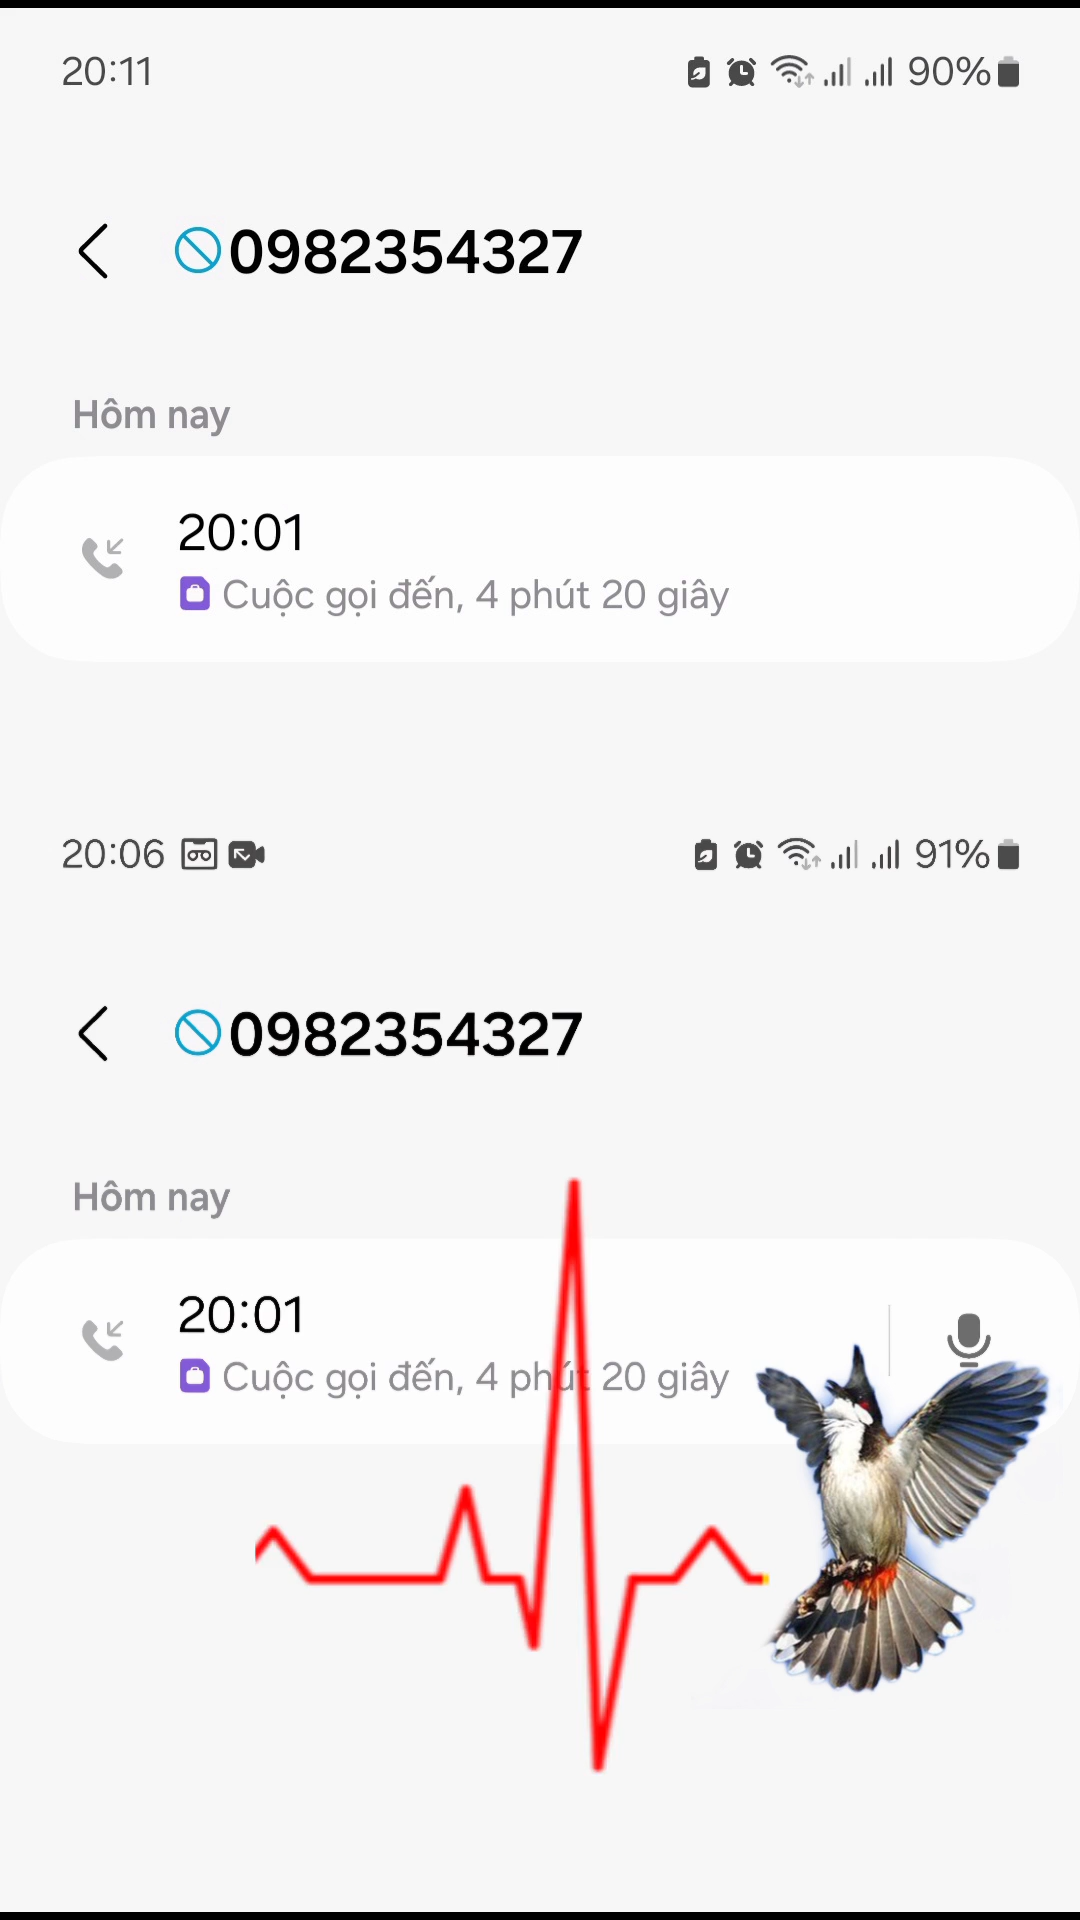 20:11 90%
0982354327
Hôm nay
20:01
Cuộc gọi đến, 4 phút 20 giây
20:06 91%
0982354327
Hôm nay
20:01
Cuộc gọi đến, 4 phút 20 giây